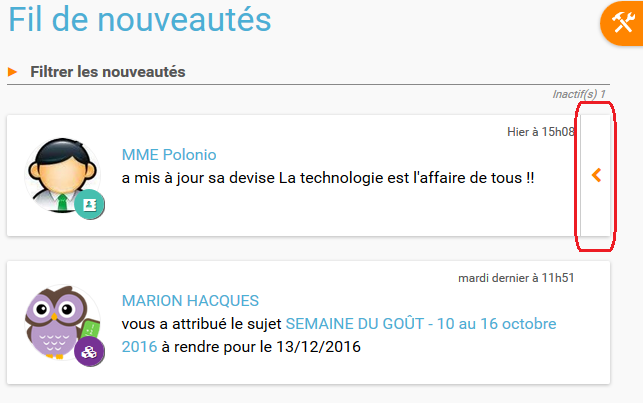 Fil de nouveautés
Filtrer les nouveautés
Inactif(s) 1
Hier à 15h08
MME Polonio
a mis à jour sa devise La technologie est l'affaire de tous !!
mardi dernier à 11h51
MARION HACQUES
vous a attribué le sujet SEMAINE DU GOÛT - 10 au 16 octobre
2016 à rendre pour le 13/12/2016